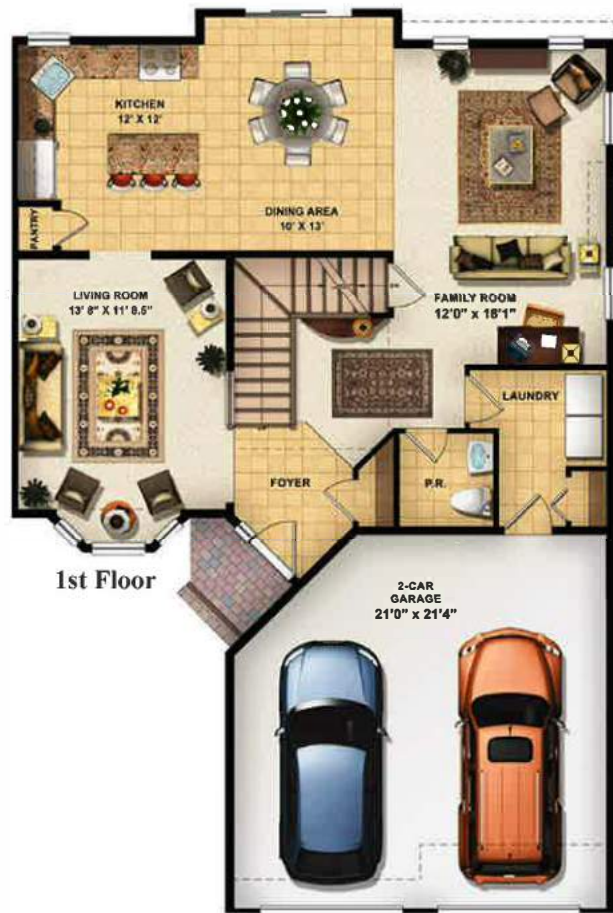 KITCHEN
12' X 12'
DINING AREA
10' X 13'
PANTRY
LIVING ROOM
13' 8" X 11' 8.5"
FAMILY ROOM
12'0" x 18'1"
LAUNDRY
FOYER
P.R.
1st Floor
2-CAR
GARAGE
21'0" x 21'4"